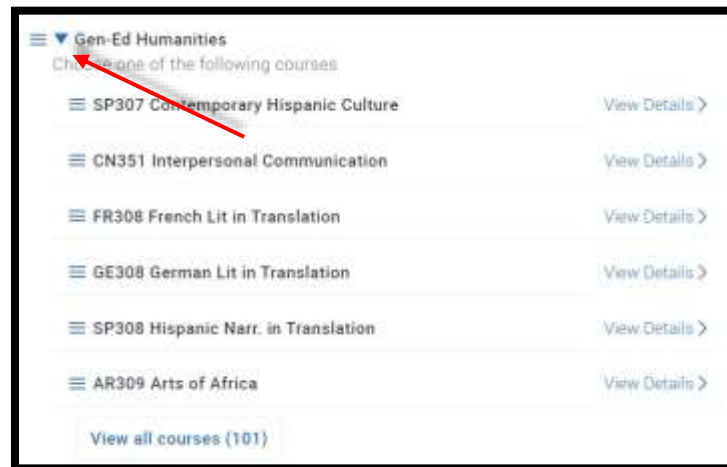 Gen-Ed Humanities
Choose one of the following courses
SP307 Contemporary Hispanic Culture View Details >
CN351 Interpersonal Communication View Details >
FR308 French Lit in Translation View Details >
GE308 German Lit in Translation View Details >
SP308 Hispanic Narr. in Translation View Details >
AR309 Arts of Africa View Details >
View all courses (101)